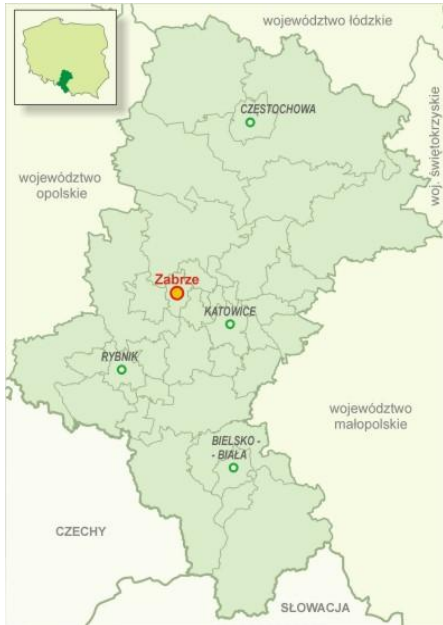 województwo łódzkie
CZĘSTOCHOWA
woj. świętokrzyskie
województwo
opolskie
Zabrze
KATOWICE
RYBNIK
województwo
małopolskie
BIELSKO -
- BIAŁA
CZECHY
SŁOWACJA